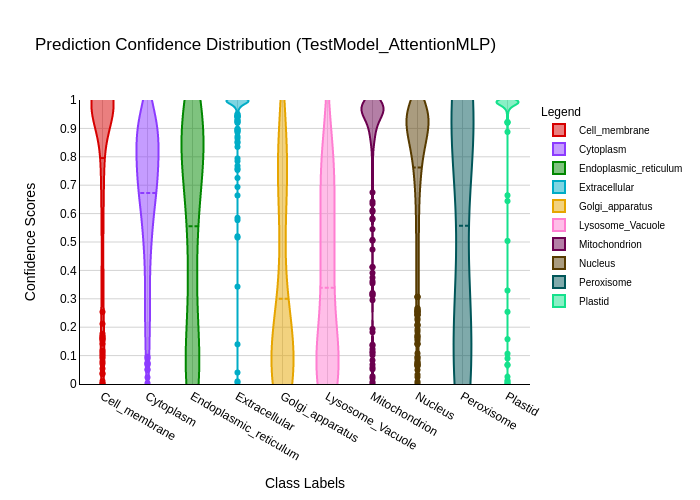 Prediction Confidence Distribution (TestModel_AttentionMLP)
Legend
Cell_membrane
Cytoplasm
Endoplasmic_reticulum
Extracellular
Golgi_apparatus
Lysosome_Vacuole
Mitochondrion
Nucleus
Peroxisome
Plastid
Confidence Scores
1
0.9
0.8
0.7
0.6
0.5
0.4
0.3
0.2
0.1
0
Cell_membrane
Cytoplasm
Endoplasmic_reticulum
Extracellular
Golgi_apparatus
Lysosome_Vacuole
Mitochondrion
Nucleus
Peroxisome
Plastid
Class Labels